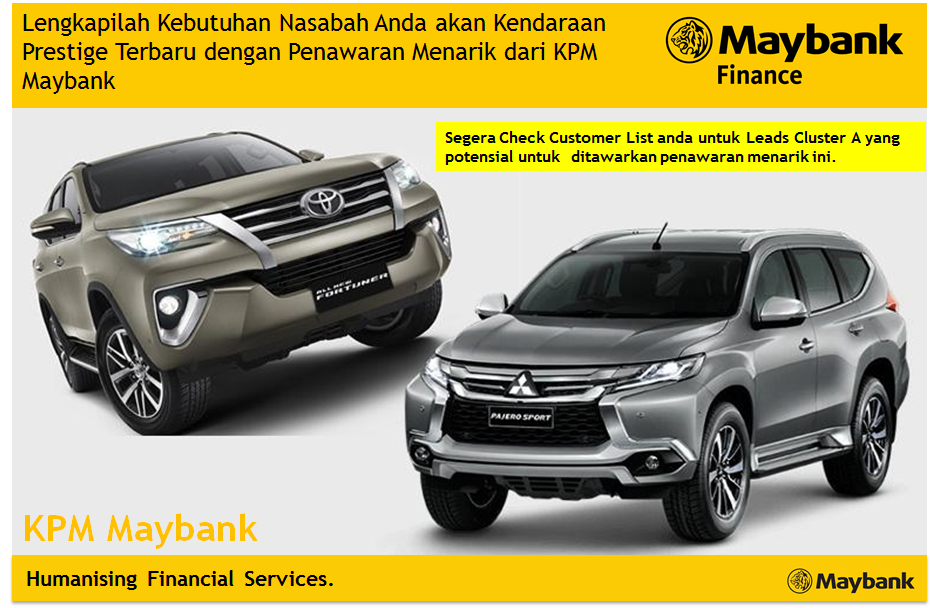 Lengkapilah Kebutuhan Nasabah Anda akan Kendaraan
Prestige Terbaru dengan Penawaran Menarik dari KPM
Maybank
Maybank
Finance
Segera Check Customer List anda untuk Leads Cluster A yang
potensial untuk ditawarkan penawaran menarik ini.
ALL NEW
FORTUNER
PAJERO SPORT
KPM Maybank
Humanising Financial Services.
Maybank